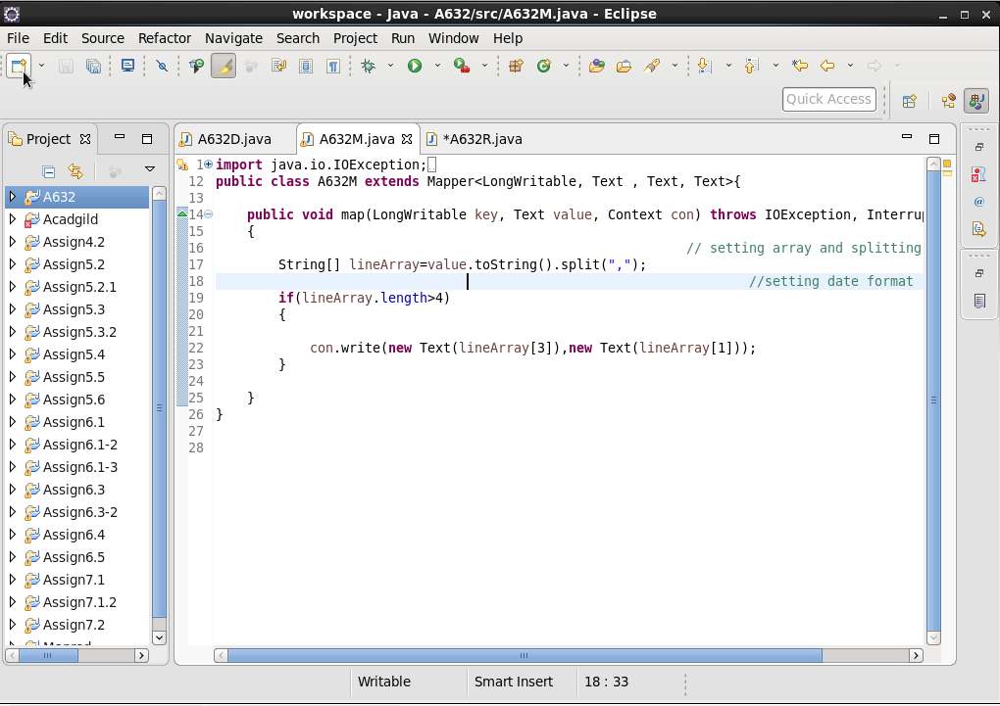 workspace - Java - A632/src/A632M.java - Eclipse
File Edit Source Refactor Navigate Search Project Run Window Help
Quick Access
Project
A632D.java A632M.java *A632R.java
A632
Acadgild
Assign4.2
Assign5.2
Assign5.2.1
Assign5.3
Assign5.3.2
Assign5.4
Assign5.5
Assign5.6
Assign6.1
Assign6.1-2
Assign6.1-3
Assign6.3
Assign6.3-2
Assign6.4
Assign6.5
Assign7.1
Assign7.1.2
Assign7.2
1 import java.io.IOException;
12 public class A632M extends Mapper<LongWritable, Text , Text, Text>{
13
14 public void map(LongWritable key, Text value, Context con) throws IOException, Interru
15 {
16 // setting array and splitting
17 String[] lineArray=value.toString().split(",");
18 //setting date format
19 if(lineArray.length>4)
20 {
21
22 con.write(new Text(lineArray[3]),new Text(lineArray[1]));
23 }
24
25 }
26 }
27
28
Writable Smart Insert 18 : 33